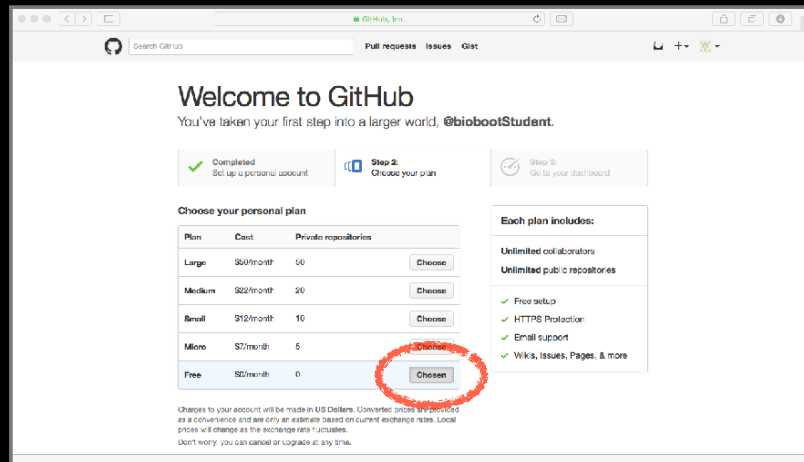 GitHub, Inc.
Search GitHub
Pull requests Issues Gist
Welcome to GitHub
You've taken your first step into a larger world, @biobootStudent.
Completed
Set up a personal account
Step 2:
Choose your plan
Step 3:
Go to your dashboard
Choose your personal plan
Plan Cost Private repositories
Large $50/month 50 Choose
Medium $22/month 20 Choose
Small $12/month 10 Choose
Micro $7/month 5 Choose
Free $0/month 0 Chosen
Charges to your account will be made in US Dollars. Converted prices are provided
as a convenience and are only an estimate based on current exchange rates. Local
prices will change as the exchange rate fluctuates.
Don't worry, you can cancel or upgrade at any time.
Each plan includes:
Unlimited collaborators
Unlimited public repositories
Free setup
HTTPS Protection
Email support
Wikis, Issues, Pages, & more